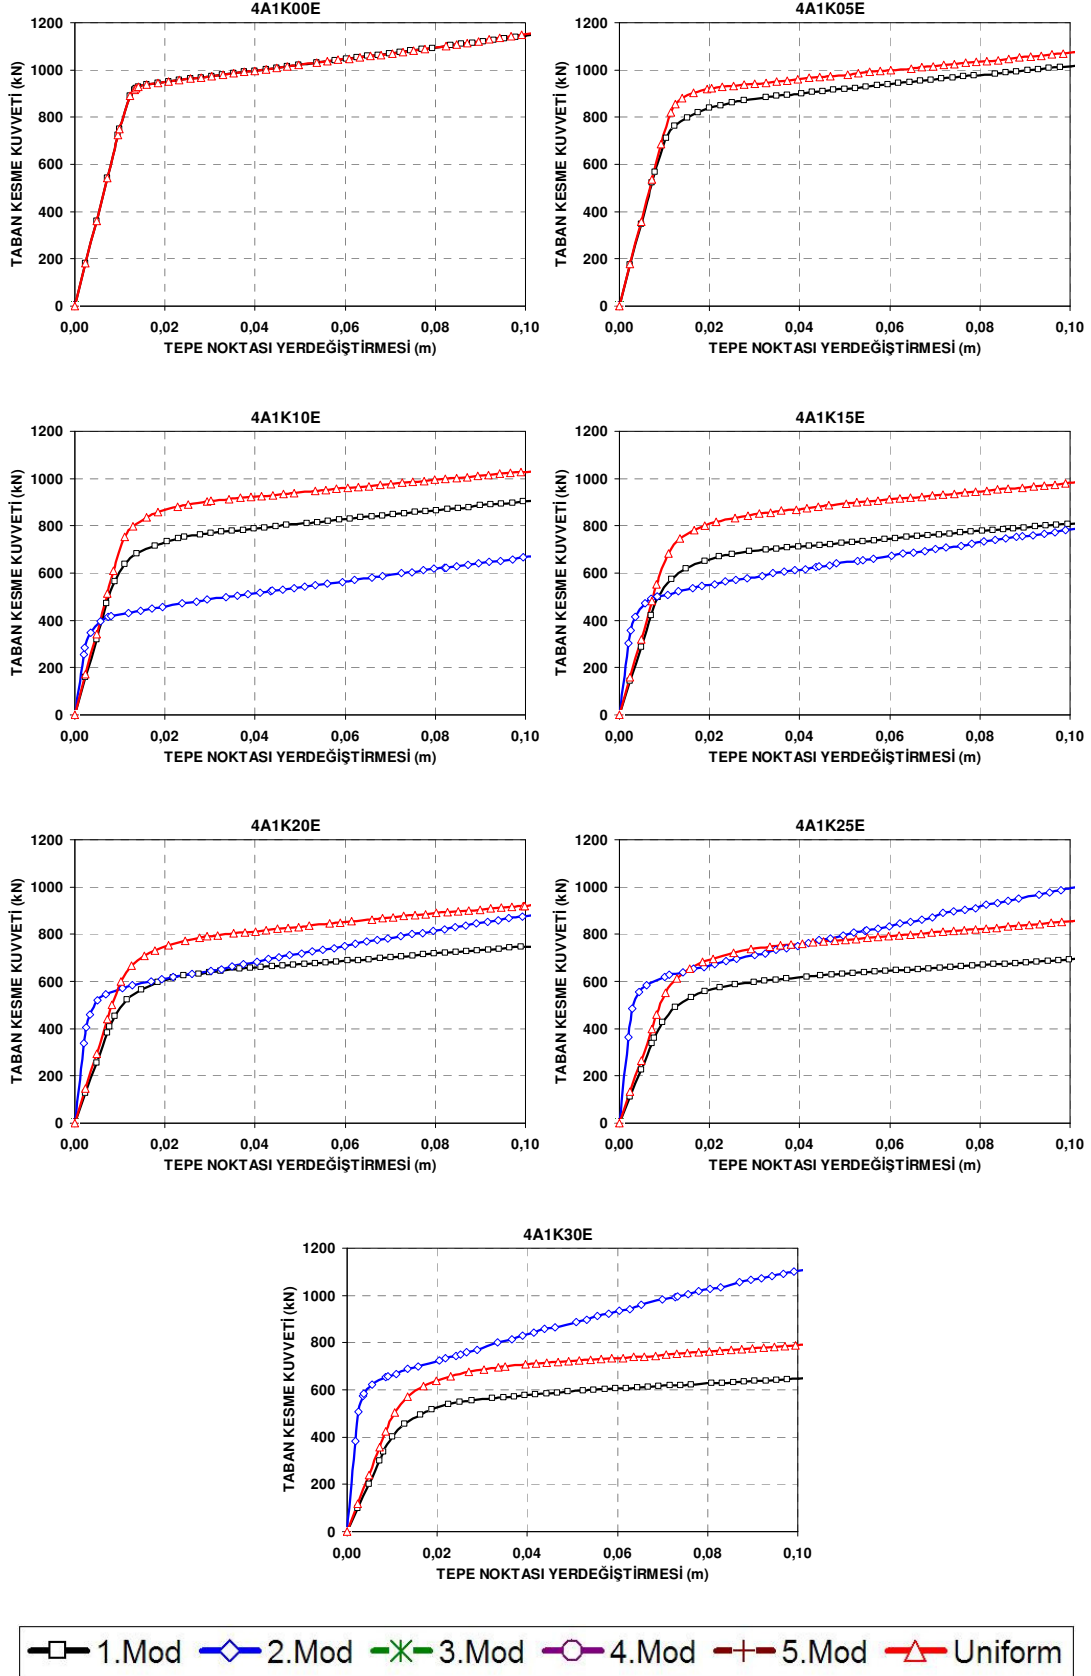 4A1K00E
1200
1000
800
600
400
200
0
TABAN KESME KUVVETİ (kN)
0,00 0,02 0,04 0,06 0,08 0,10
TEPE NOKTASI YERDEĞİŞTİRMESİ (m)
4A1K05E
1200
1000
800
600
400
200
0
TABAN KESME KUVVETİ (kN)
0,00 0,02 0,04 0,06 0,08 0,10
TEPE NOKTASI YERDEĞİŞTİRMESİ (m)
4A1K10E
1200
1000
800
600
400
200
0
TABAN KESME KUVVETİ (kN)
0,00 0,02 0,04 0,06 0,08 0,10
TEPE NOKTASI YERDEĞİŞTİRMESİ (m)
4A1K15E
1200
1000
800
600
400
200
0
TABAN KESME KUVVETİ (kN)
0,00 0,02 0,04 0,06 0,08 0,10
TEPE NOKTASI YERDEĞİŞTİRMESİ (m)
4A1K20E
1200
1000
800
600
400
200
0
TABAN KESME KUVVETİ (kN)
0,00 0,02 0,04 0,06 0,08 0,10
TEPE NOKTASI YERDEĞİŞTİRMESİ (m)
4A1K25E
1200
1000
800
600
400
200
0
TABAN KESME KUVVETİ (kN)
0,00 0,02 0,04 0,06 0,08 0,10
TEPE NOKTASI YERDEĞİŞTİRMESİ (m)
4A1K30E
1200
1000
800
600
400
200
0
TABAN KESME KUVVETİ (kN)
0,00 0,02 0,04 0,06 0,08 0,10
TEPE NOKTASI YERDEĞİŞTİRMESİ (m)
1.Mod 2.Mod 3.Mod 4.Mod 5.Mod Uniform